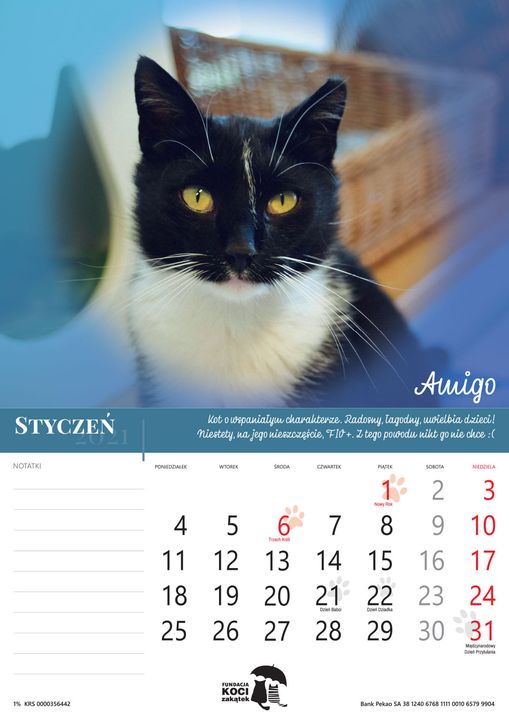 Amigo
STYCZEŃ
2021
Kot o wspaniałym charakterze. Radosny, łagodny, uwielbia dzieci!
Niestety, na jego nieszczęście, FIV+. Z tego powodu nikt go nie chce :(
NOTATKI
PONIEDZIAŁEK WTOREK ŚRODA CZWARTEK PIĄTEK SOBOTA NIEDZIELA
1 2 3
Nowy Rok
4 5 6 7 8 9 10
Trzech Króli
11 12 13 14 15 16 17
18 19 20 21 22 23 24
Dzień Babci Dzień Dziadka
25 26 27 28 29 30 31
Międzynarodowy
Dzień Przytulania
FUNDACJA
KOCI
zakątek
1% KRS 0000356442
Bank Pekao SA 38 1240 6768 1111 0010 6579 9904